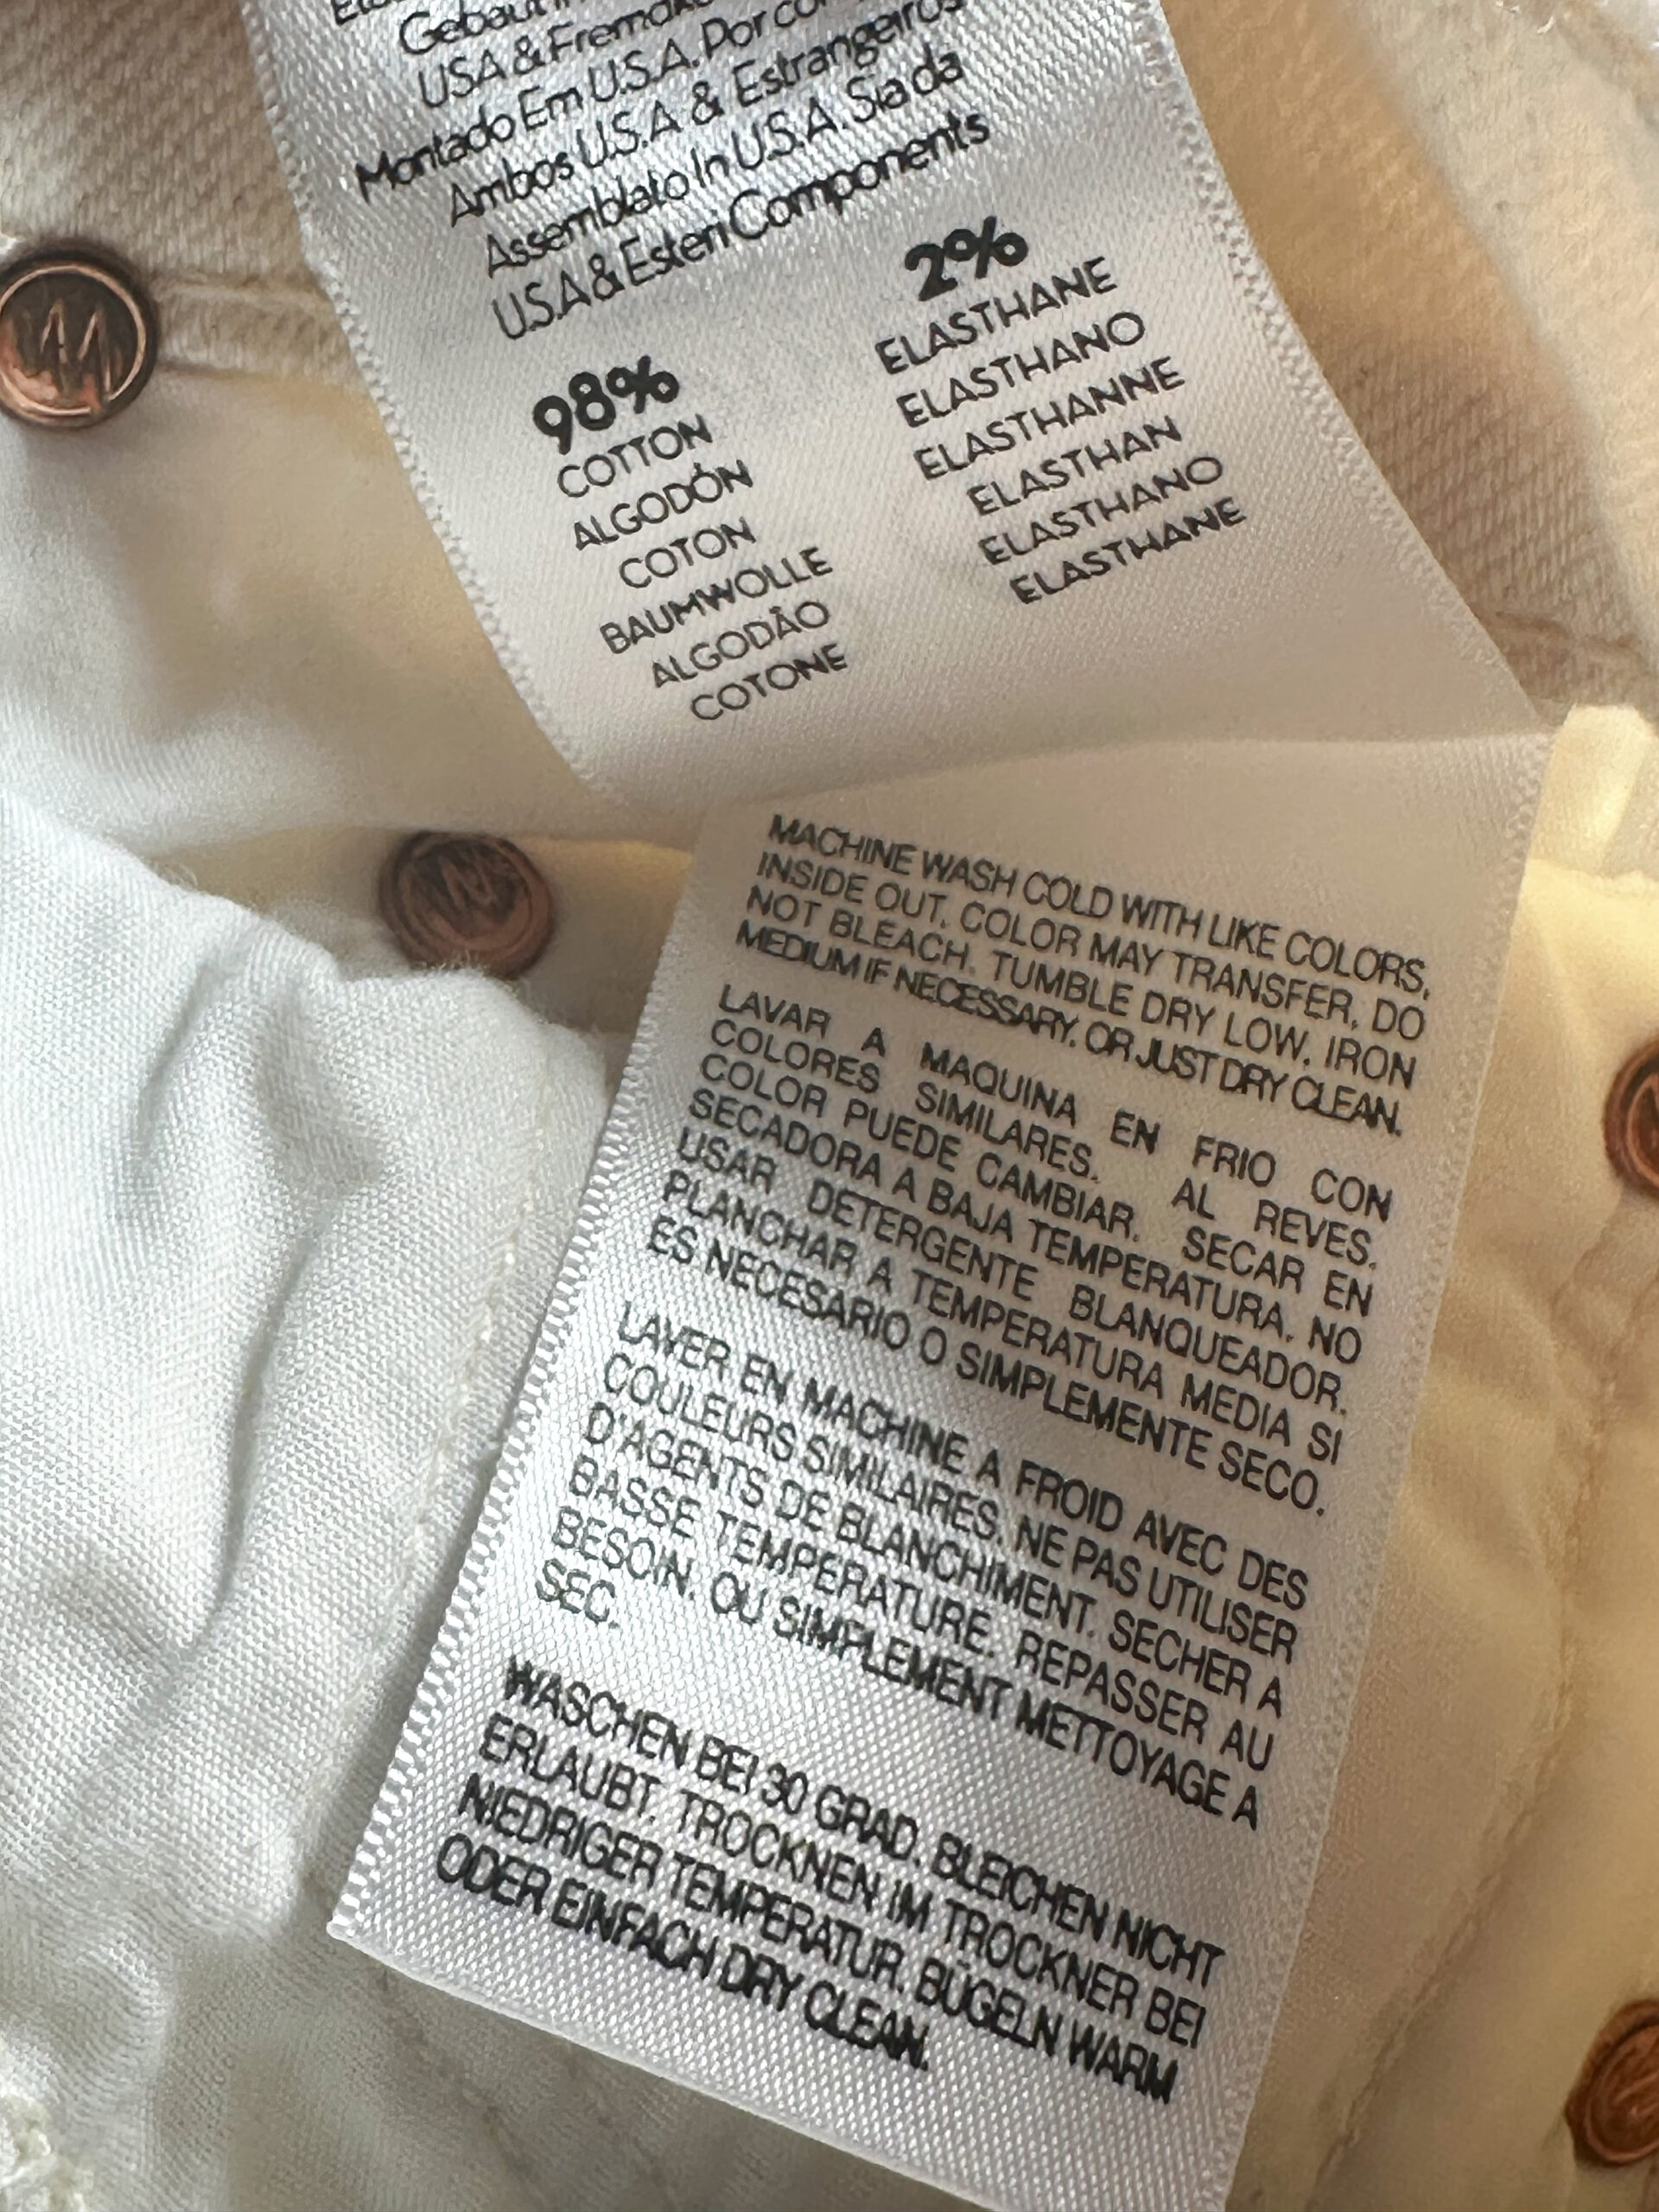 Gebaut
USA & Fremde
Montado Em U.S.A. Por
Ambos U.S.A & Estrangeiros
Assemblato In U.S.A. Sia da
U.S.A & Esteri Components
98%
COTTON
ALGODÓN
COTON
BAUMWOLLE
ALGODÃO
COTONE
2%
ELASTHANE
ELASTHANO
ELASTHANNE
ELASTHAN
ELASTHANO
ELASTHANE
MACHINE WASH COLD WITH LIKE COLORS,
INSIDE OUT. COLOR MAY TRANSFER. DO
NOT BLEACH. TUMBLE DRY LOW. IRON
MEDIUM IF NECESSARY. OR JUST DRY CLEAN.
LAVAR A MAQUINA EN FRIO CON
COLORES SIMILARES. AL REVES.
COLOR PUEDE CAMBIAR. SECAR EN
SECADORA A BAJA TEMPERATURA. NO
USAR DETERGENTE BLANQUEADOR.
PLANCHAR A TEMPERATURA MEDIA SI
ES NECESARIO O SIMPLEMENTE SECO.
LAVER EN MACHINE A FROID AVEC DES
COULEURS SIMILAIRES. NE PAS UTILISER
D'AGENTS DE BLANCHIMENT. SECHER A
BASSE TEMPERATURE. REPASSER AU
BESOIN. OU SIMPLEMENT METTOYAGE A
SEC.
WASCHEN BEI 30 GRAD. BLEICHEN NICHT
ERLAUBT. TROCKNEN IM TROCKNER BEI
NIEDRIGER TEMPERATUR. BÜGELN WARM
ODER EINFACH DRY CLEAN.